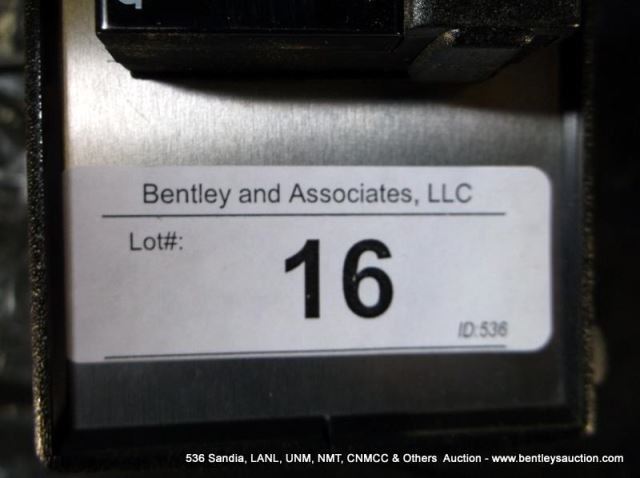 Bentley and Associates, LLC
Lot#:
16
ID:536
536 Sandia, LANL, UNM, NMT, CNMCC & Others Auction - www.bentleysauction.com